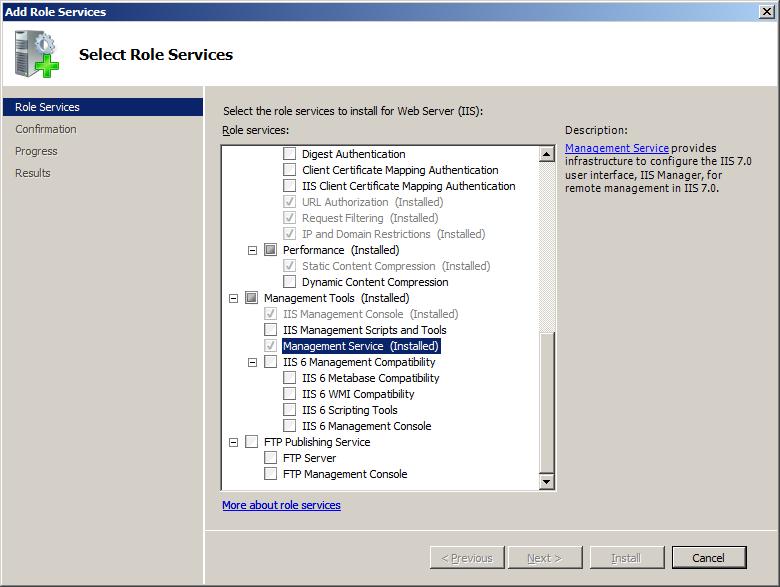 Add Role Services
Select Role Services
Role Services
Confirmation
Progress
Results
Select the role services to install for Web Server (IIS):
Role services:
Digest Authentication
Client Certificate Mapping Authentication
IIS Client Certificate Mapping Authentication
URL Authorization (Installed)
Request Filtering (Installed)
IP and Domain Restrictions (Installed)
Performance (Installed)
Static Content Compression (Installed)
Dynamic Content Compression
Management Tools (Installed)
IIS Management Console (Installed)
IIS Management Scripts and Tools
Management Service (Installed)
IIS 6 Management Compatibility
IIS 6 Metabase Compatibility
IIS 6 WMI Compatibility
IIS 6 Scripting Tools
IIS 6 Management Console
FTP Publishing Service
FTP Server
FTP Management Console
More about role services
Description:
Management Service provides
infrastructure to configure the IIS 7.0
user interface, IIS Manager, for
remote management in IIS 7.0.
< Previous
Next >
Install
Cancel